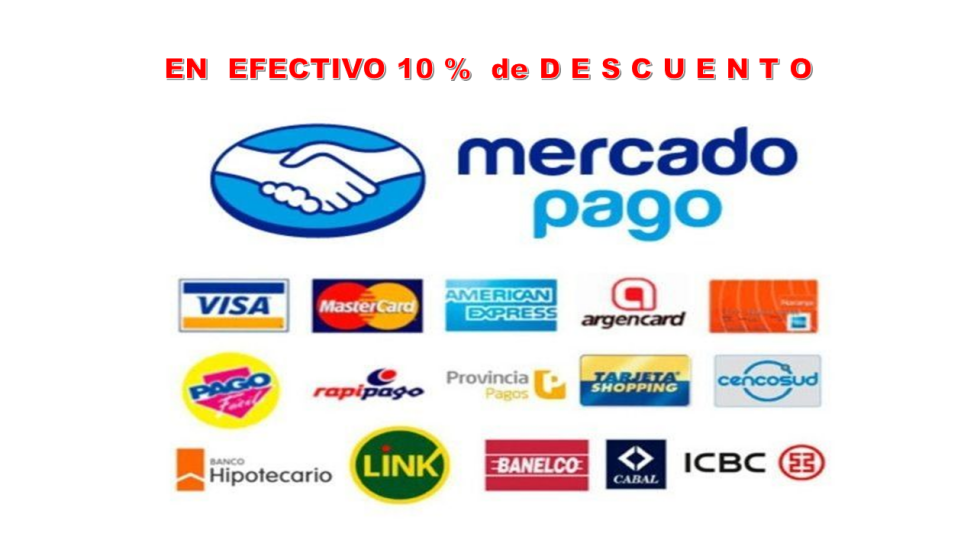 EN EFECTIVO 10 % de D E S C U E N T O
mercado
pago
VISA
MasterCard
AMERICAN
EXPRESS
argencard
Naranja
PAGO
Fácil
rapipago
Provincia
Pagos
TARJETA
SHOPPING
cencosud
BANCO
Hipotecario
LiNK
BANELCO
CABAL
ICBC